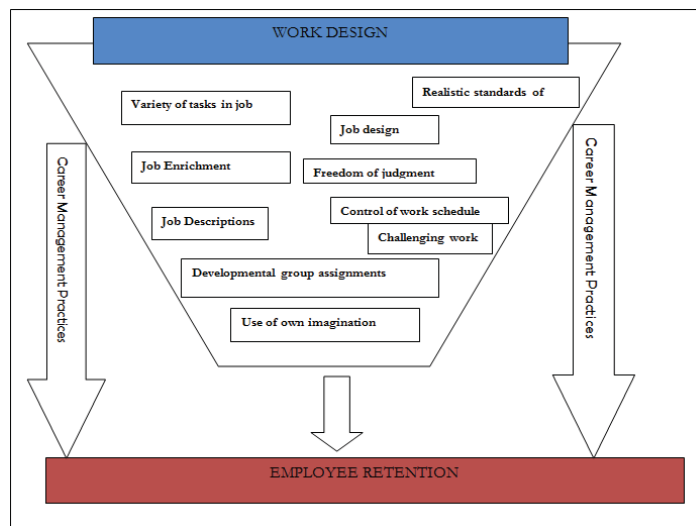 WORK DESIGN
Realistic standards of
Variety of tasks in job
Job design
Job Enrichment
Freedom of judgment
Control of work schedule
Job Descriptions
Challenging work
Developmental group assignments
Use of own imagination
Career Management Practices
Career Management Practices
EMPLOYEE RETENTION